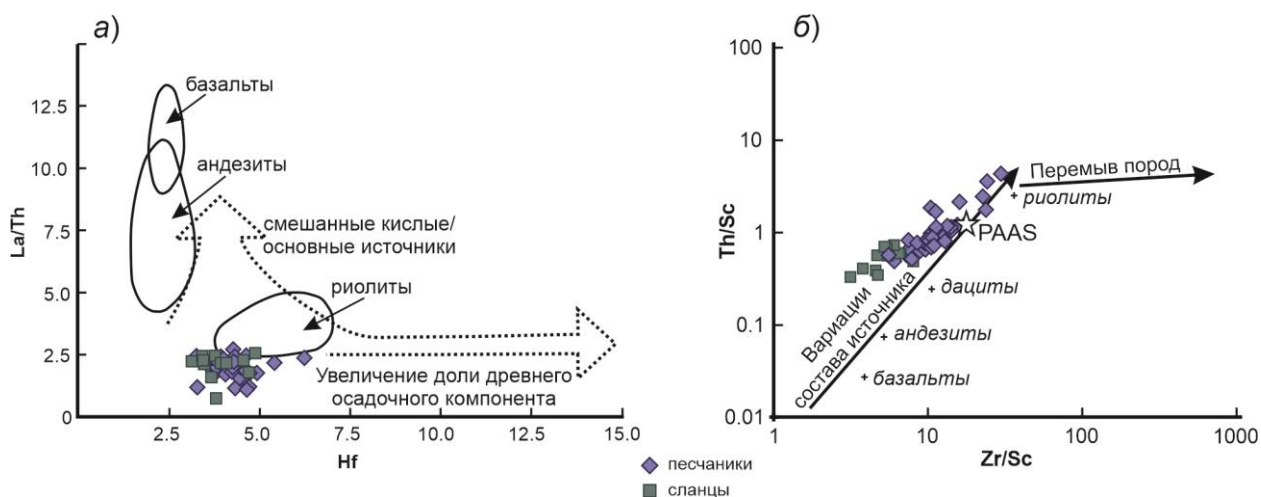 а)
La/Th
12.5
10.0
7.5
5.0
2.5
0
2.5
5.0
7.5
10.0
12.5
15.0
Hf
базальты
андезиты
смешанные кислые/
основные источники
риолиты
Увеличение доли древнего
осадочного компонента
б)
Th/Sc
100
10
1
0.1
0.01
1
10
100
1000
Zr/Sc
Перемыв пород
риолиты
PAAS
дациты
андезиты
базальты
Вариации
состава источника
песчаники
сланцы